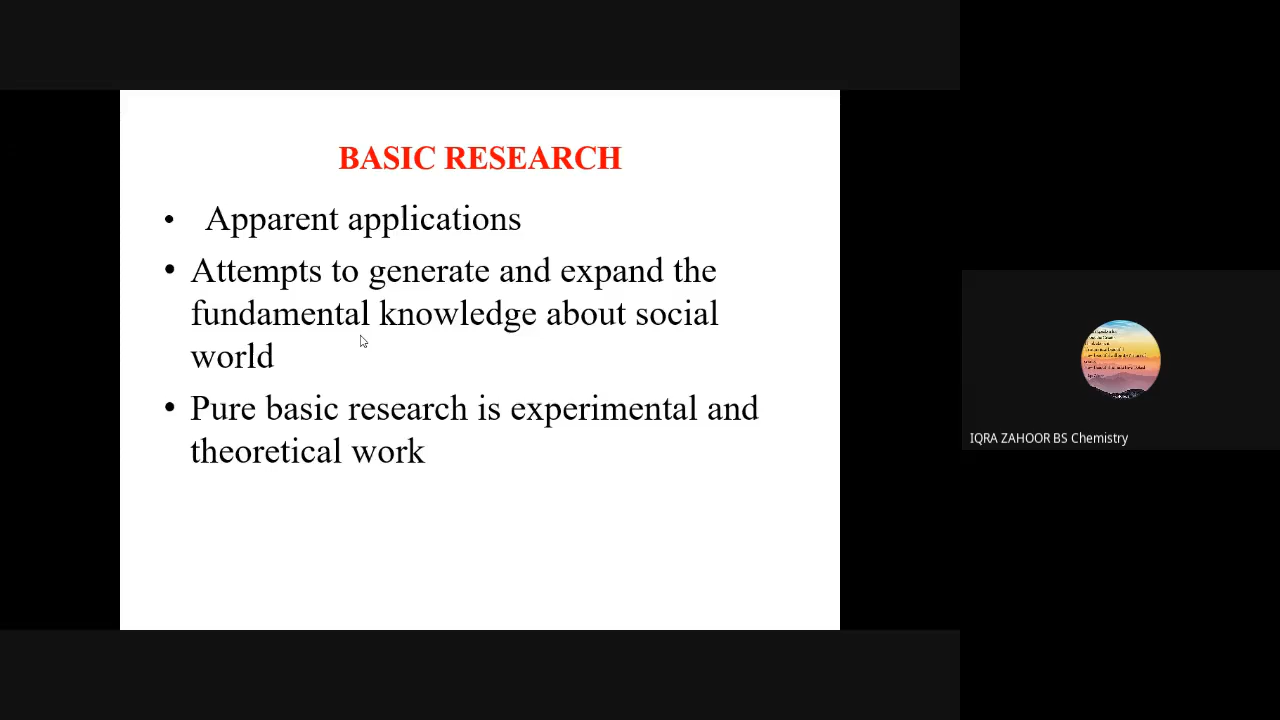 BASIC RESEARCH
• Apparent applications
• Attempts to generate and expand the
fundamental knowledge about social
world
• Pure basic research is experimental and
theoretical work
IQRA ZAHOOR BS Chemistry